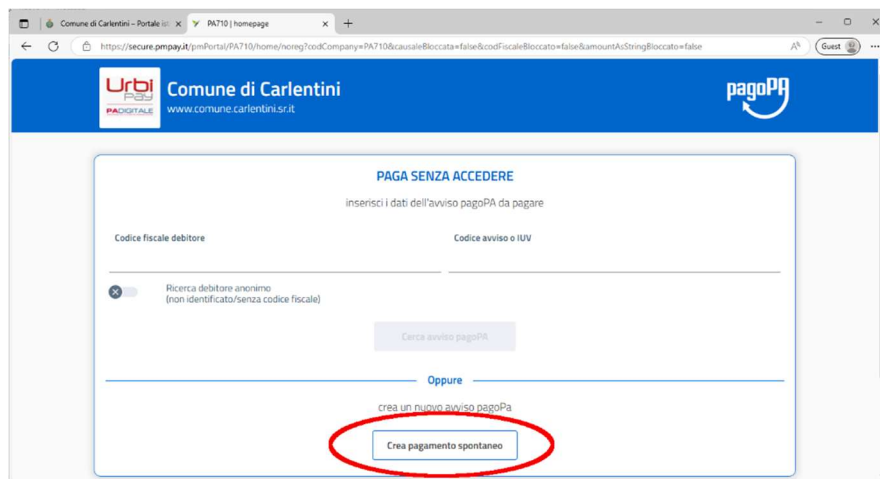 Comune di Carlentini – Portale is
PA710 | homepage
https://secure.pmpay.it/pmPortal/PA710/home/noreg?codCompany=PA710&causaleBloccata=false&codFiscaleBloccato=false&amountAsStringBloccato=false
Guest
Urbi
Pay
PADIGITALE
Comune di Carlentini
www.comune.carlentini.sr.it
pagoPA
PAGA SENZA ACCEDERE
inserisci i dati dell'avviso pagoPA da pagare
Codice fiscale debitore
Codice avviso o IUV
Ricerca debitore anonimo
(non identificato/senza codice fiscale)
Cerca avviso pagoPA
Oppure
crea un nuovo avviso pagoPa
Crea pagamento spontaneo